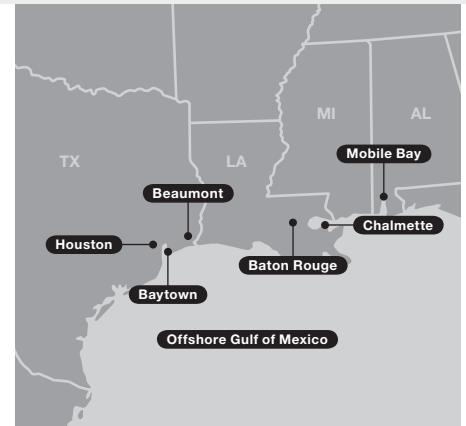 MI
AL
Mobile Bay
TX
LA
Beaumont
Chalmette
Houston
Baton Rouge
Baytown
Offshore Gulf of Mexico